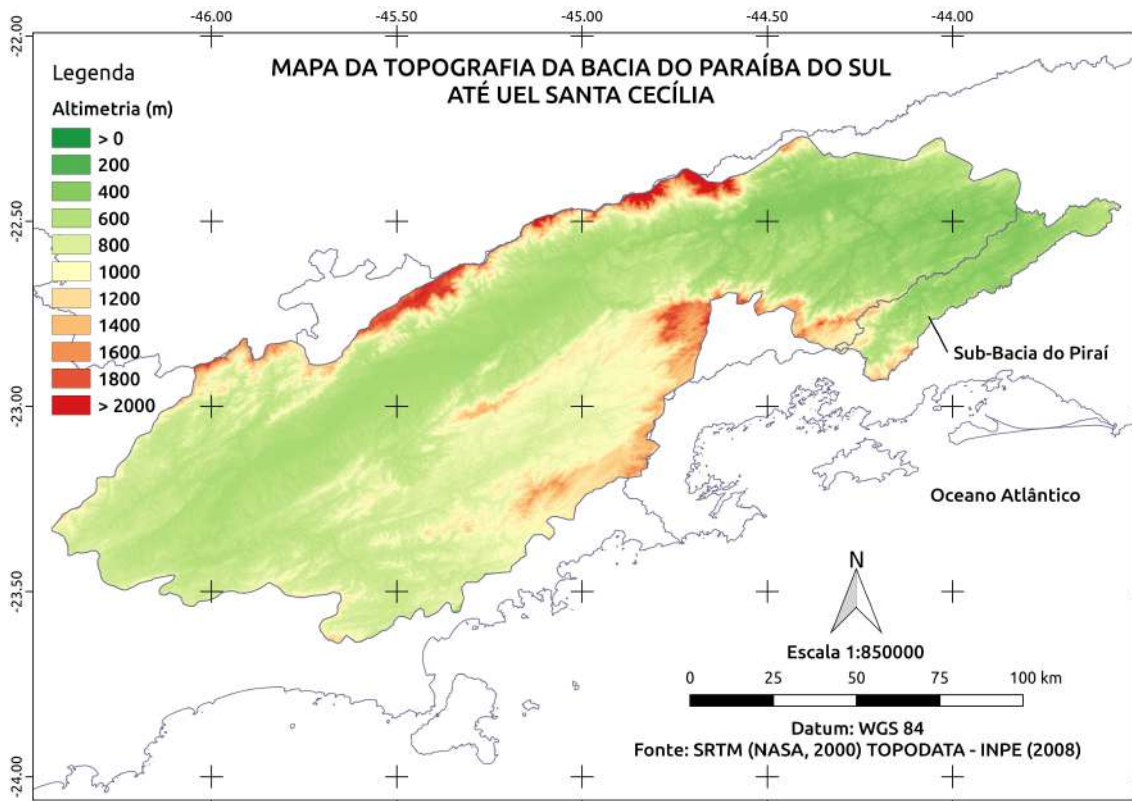 -46.00 -45.50 -45.00 -44.50 -44.00
-22.00
-22.50
-23.00
-23.50
-24.00
MAPA DA TOPOGRAFIA DA BACIA DO PARAÍBA DO SUL
ATÉ UEL SANTA CECÍLIA
Legenda
Altimetria (m)
> 0
200
400
600
800
1000
1200
1400
1600
1800
> 2000
Sub-Bacia do Piraí
Oceano Atlântico
N
Escala 1:850000
0 25 50 75 100 km
Datum: WGS 84
Fonte: SRTM (NASA, 2000) TOPODATA - INPE (2008)